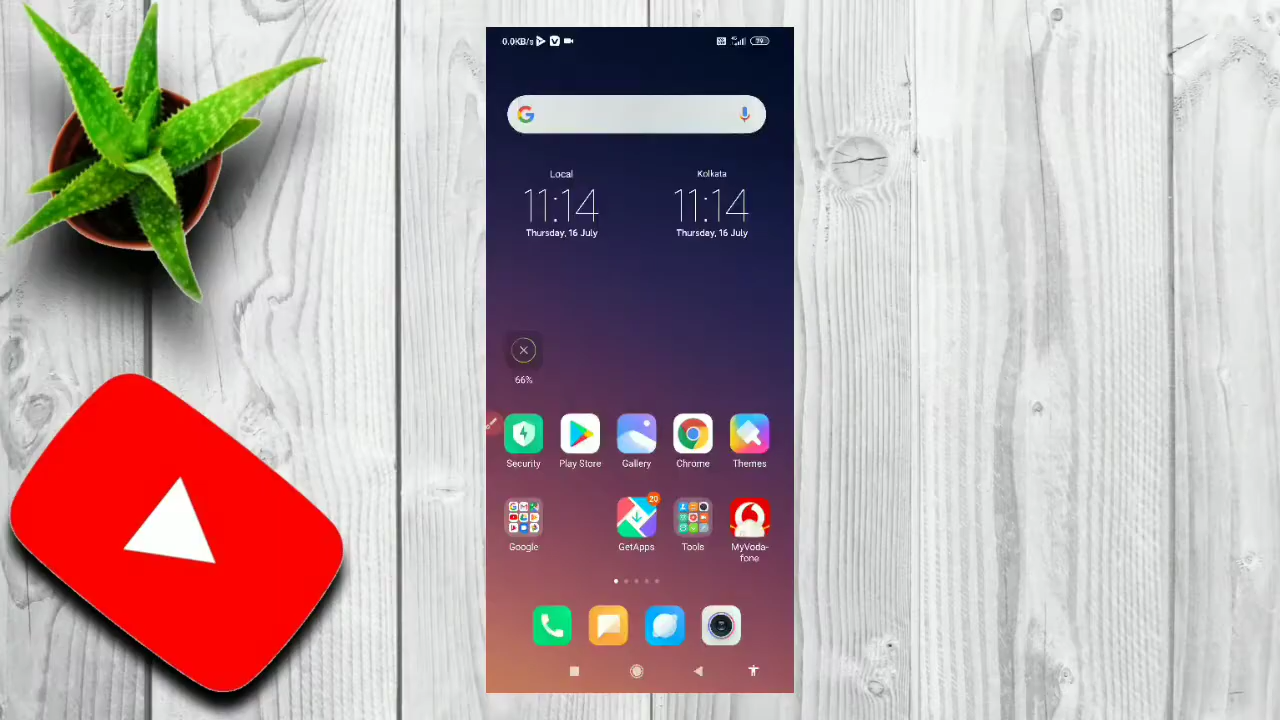 0.0KB/s
79
Local
Kolkata
11:14
11:14
Thursday, 16 July
Thursday, 16 July
66%
Security
Play Store
Gallery
Chrome
Themes
20
Google
GetApps
Tools
MyVoda-
fone